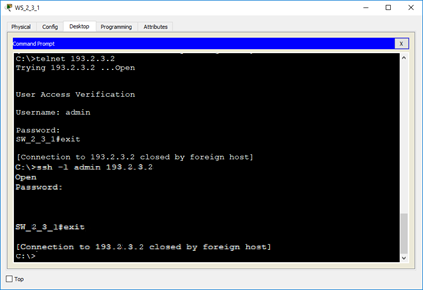 WS_2_3_1
Physical Config Desktop Programming Attributes
Command Prompt X
C:\>telnet 193.2.3.2
Trying 193.2.3.2 ...Open
User Access Verification
Username: admin
Password:
SW_2_3_1#exit
[Connection to 193.2.3.2 closed by foreign host]
C:\>ssh -l admin 193.2.3.2
Open
Password:
SW_2_3_1#exit
[Connection to 193.2.3.2 closed by foreign host]
C:\>
Top